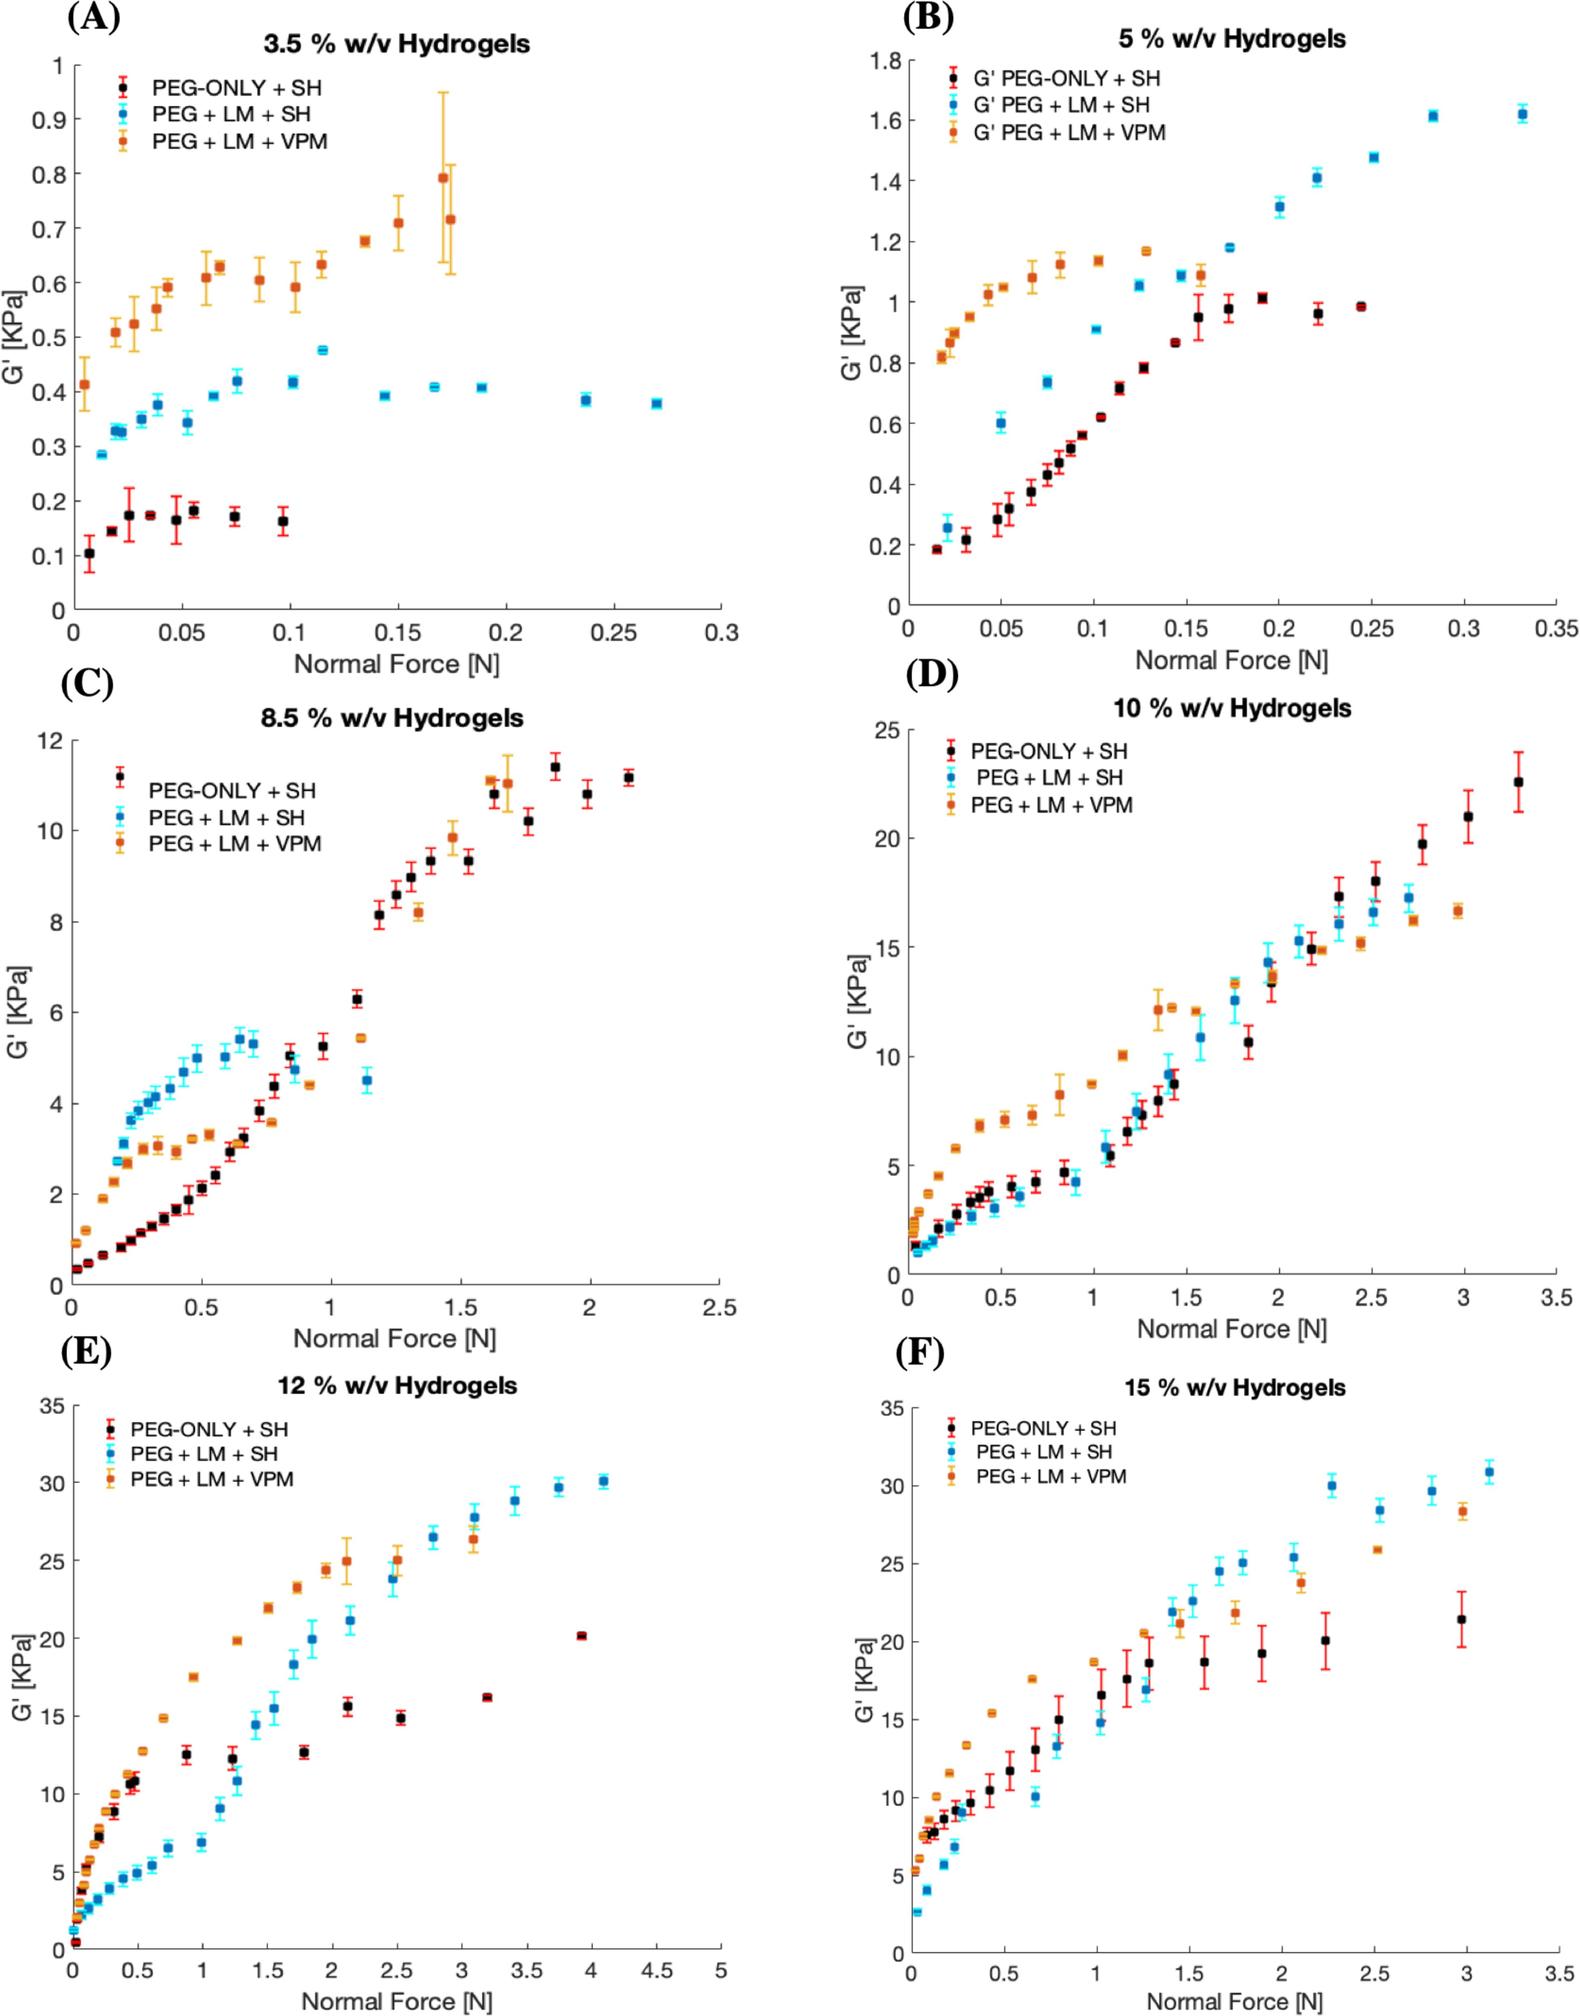 (A)
3.5 % w/v Hydrogels
PEG-ONLY + SH
PEG + LM + SH
PEG + LM + VPM
G' [KPa]
1
0.9
0.8
0.7
0.6
0.5
0.4
0.3
0.2
0.1
0
0 0.05 0.1 0.15 0.2 0.25 0.3
Normal Force [N]
(B)
5 % w/v Hydrogels
G' PEG-ONLY + SH
G' PEG + LM + SH
G' PEG + LM + VPM
G' [KPa]
1.8
1.6
1.4
1.2
1
0.8
0.6
0.4
0.2
0
0 0.05 0.1 0.15 0.2 0.25 0.3 0.35
Normal Force [N]
(C)
8.5 % w/v Hydrogels
PEG-ONLY + SH
PEG + LM + SH
PEG + LM + VPM
G' [KPa]
12
10
8
6
4
2
0
0 0.5 1 1.5 2 2.5
Normal Force [N]
(D)
10 % w/v Hydrogels
PEG-ONLY + SH
PEG + LM + SH
PEG + LM + VPM
G' [KPa]
25
20
15
10
5
0
0 0.5 1 1.5 2 2.5 3 3.5
Normal Force [N]
(E)
12 % w/v Hydrogels
PEG-ONLY + SH
PEG + LM + SH
PEG + LM + VPM
G' [KPa]
35
30
25
20
15
10
5
0
0 0.5 1 1.5 2 2.5 3 3.5 4 4.5 5
Normal Force [N]
(F)
15 % w/v Hydrogels
PEG-ONLY + SH
PEG + LM + SH
PEG + LM + VPM
G' [KPa]
35
30
25
20
15
10
5
0
0 0.5 1 1.5 2 2.5 3 3.5
Normal Force [N]